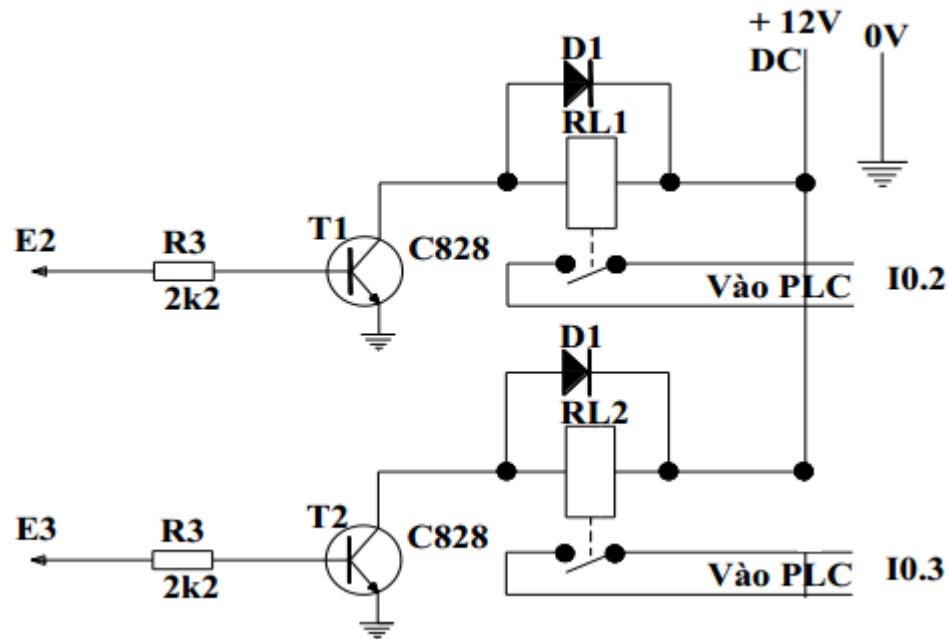 + 12V
DC
0V
D1
RL1
E2
R3
2k2
T1
C828
Vào PLC
I0.2
D1
RL2
E3
R3
2k2
T2
C828
Vào PLC
I0.3